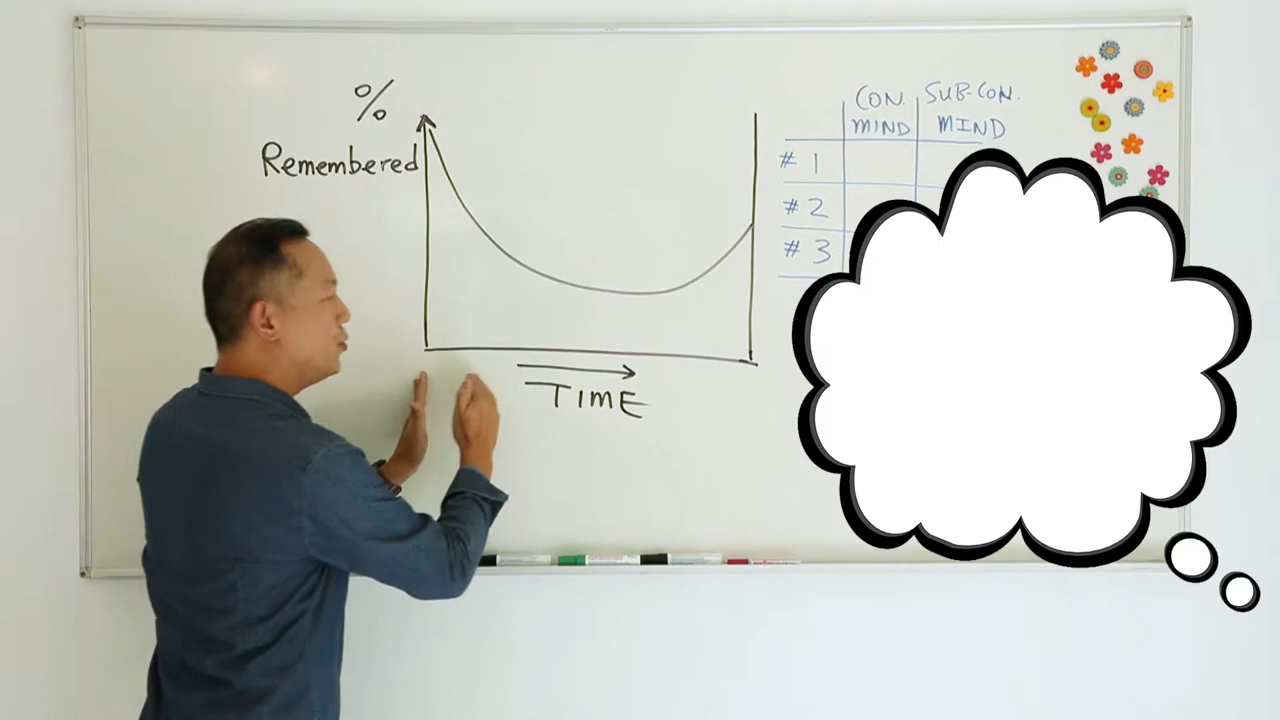 %
Remembered
TIME
CON. SUB-CON.
MIND MIND
# 1
# 2
# 3